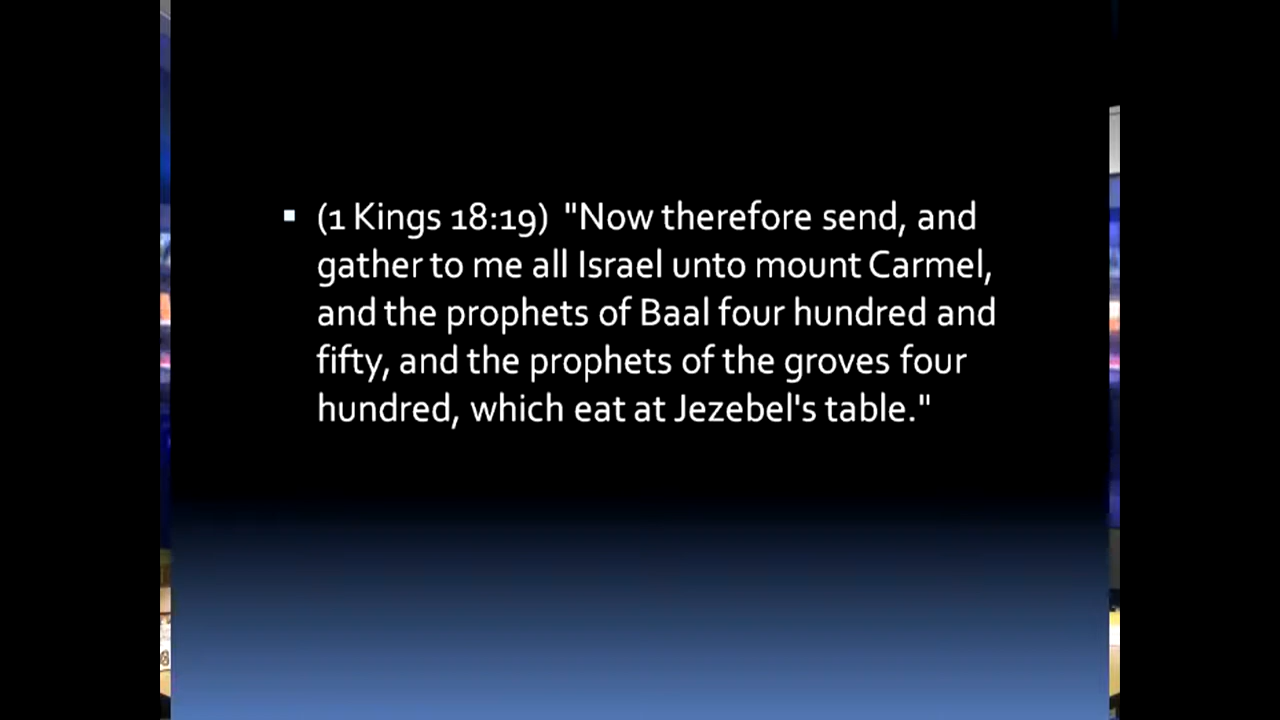 ▪ (1 Kings 18:19) "Now therefore send, and
gather to me all Israel unto mount Carmel,
and the prophets of Baal four hundred and
fifty, and the prophets of the groves four
hundred, which eat at Jezebel's table."